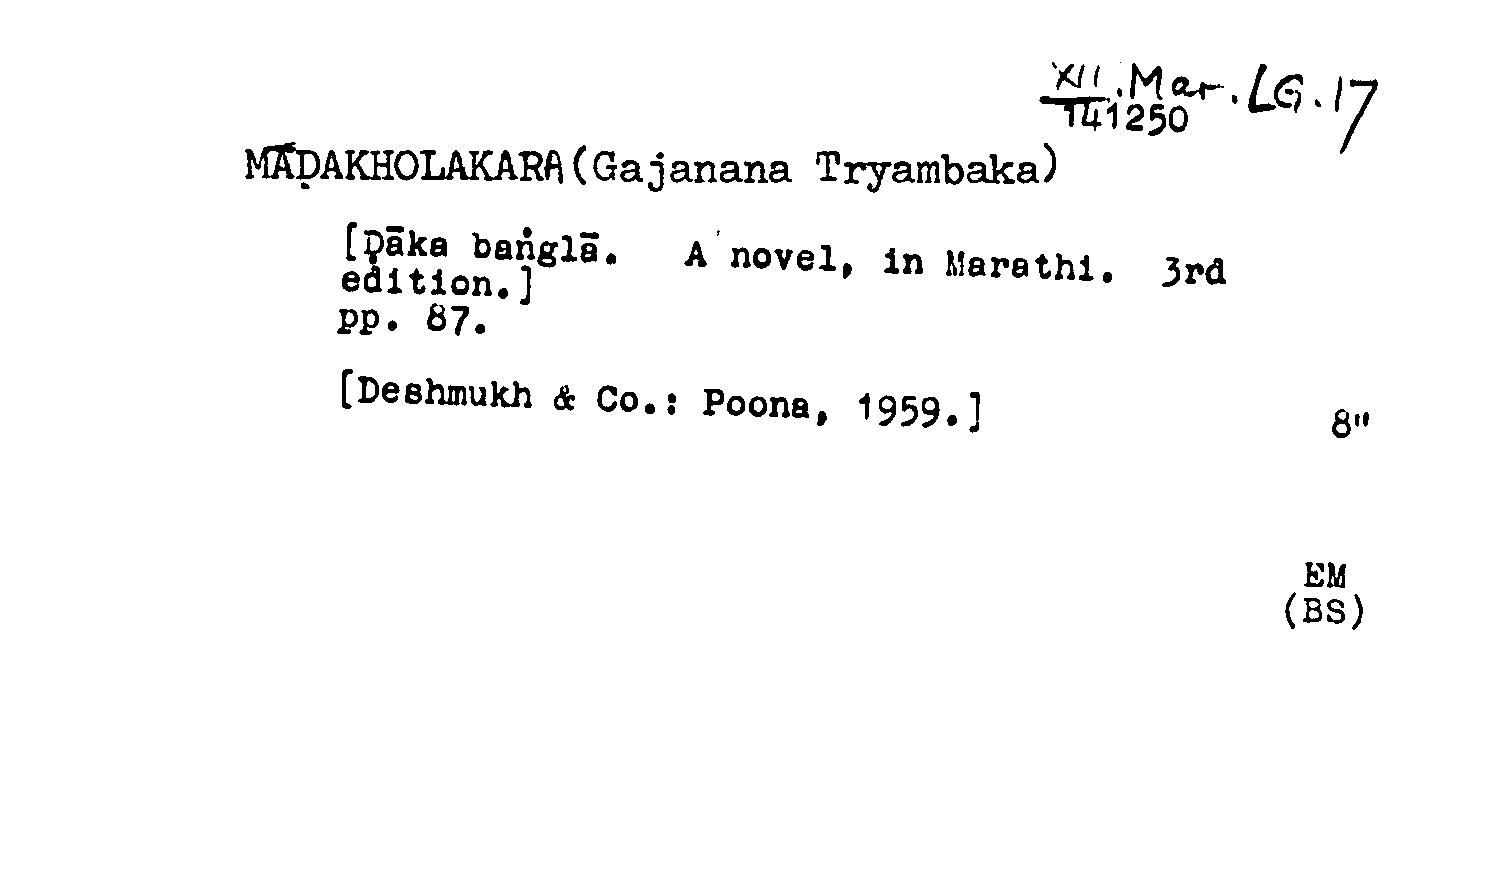 XII.Mar.LG.17
141250
MĀḌAKHOLAKARA(Gajanana Tryambaka)
[Ḍāka baṅglā. A novel, in Marathi. 3rd
edition.]
pp. 87.
[Deshmukh & Co.: Poona, 1959.]
8"
EM
(BS)